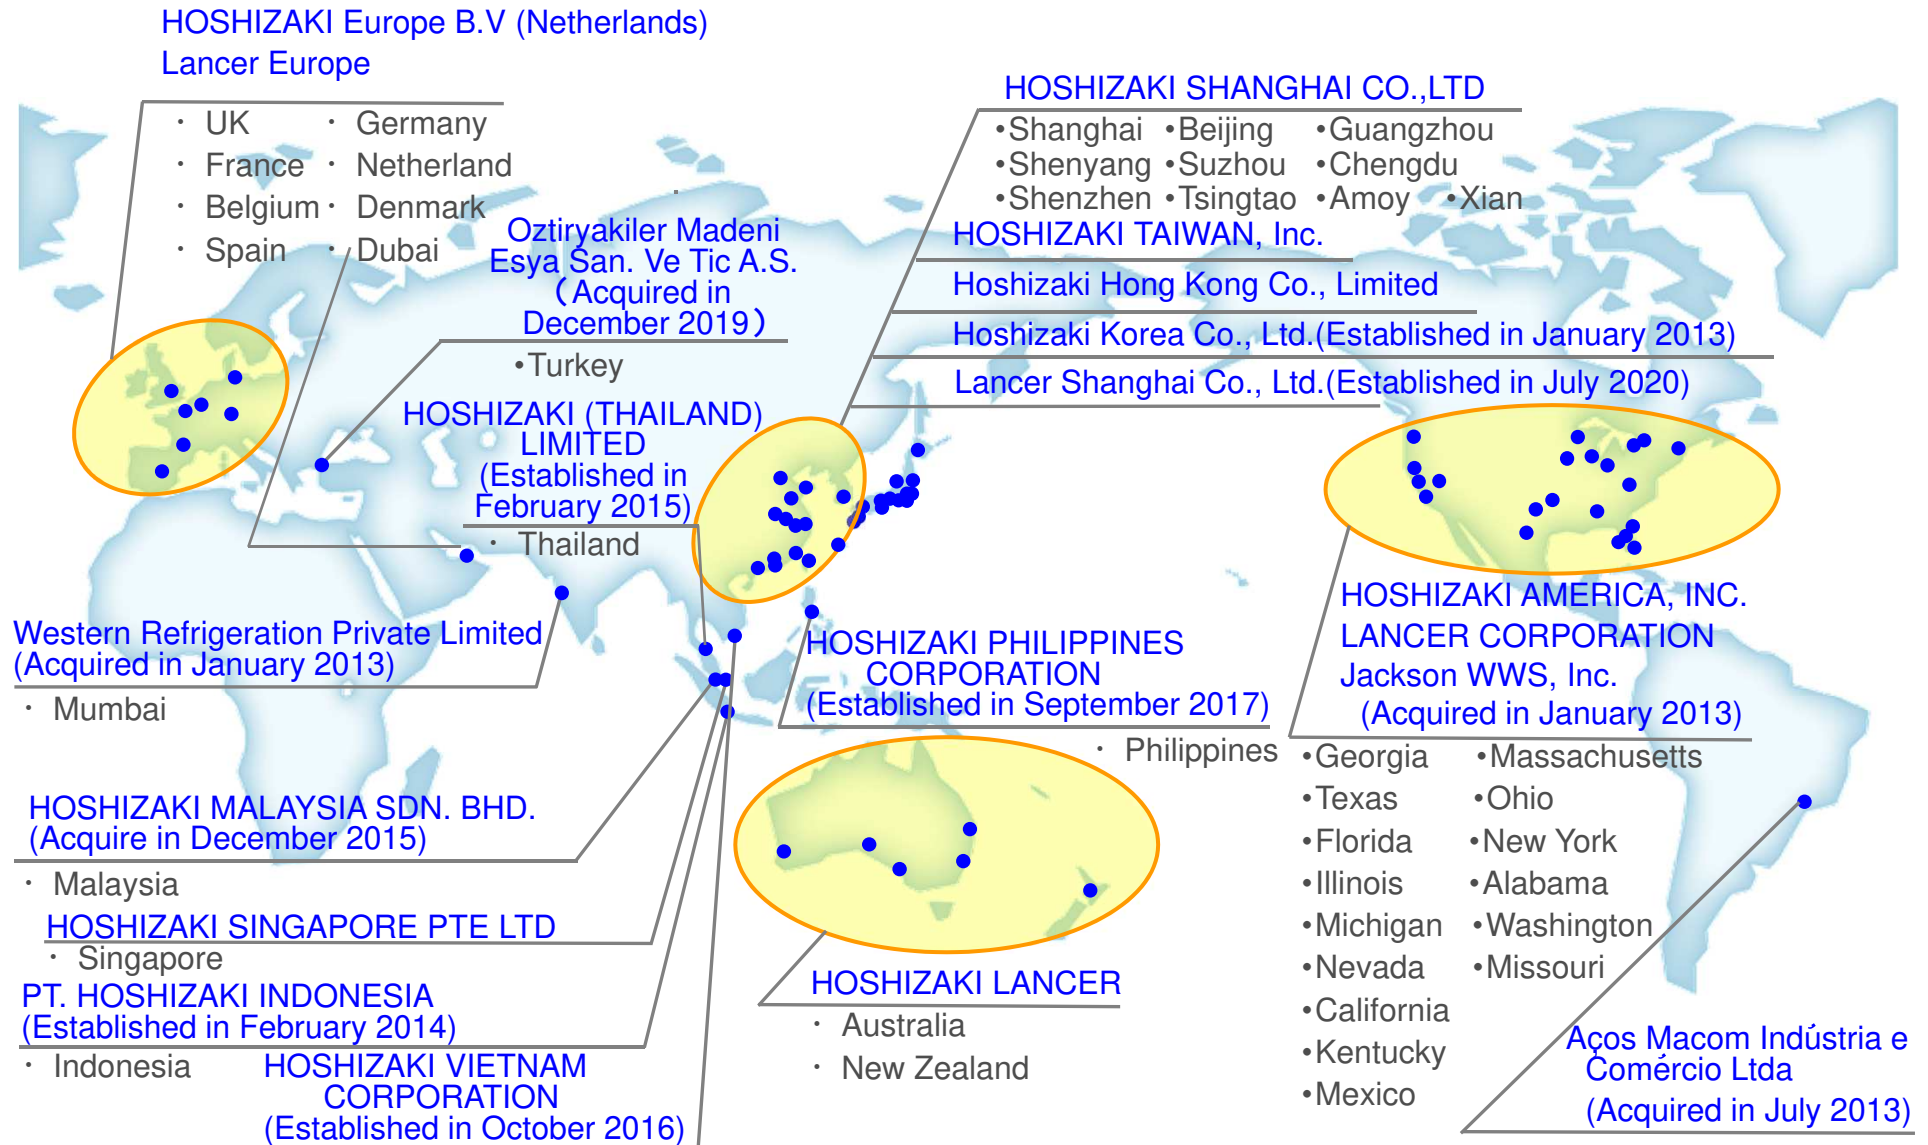 HOSHIZAKI Europe B.V (Netherlands)
Lancer Europe
・ UK ・ Germany
・ France ・ Netherland
・ Belgium ・ Denmark
・ Spain ・ Dubai
Oztiryakiler Madeni
Esya San. Ve Tic A.S.
（Acquired in
December 2019）
•Turkey
HOSHIZAKI (THAILAND)
LIMITED
(Established in
February 2015)
・ Thailand
HOSHIZAKI SHANGHAI CO.,LTD
•Shanghai •Beijing •Guangzhou
•Shenyang •Suzhou •Chengdu
•Shenzhen •Tsingtao •Amoy •Xian
HOSHIZAKI TAIWAN, Inc.
Hoshizaki Hong Kong Co., Limited
Hoshizaki Korea Co., Ltd.(Established in January 2013)
Lancer Shanghai Co., Ltd.(Established in July 2020)
Western Refrigeration Private Limited
(Acquired in January 2013)
・ Mumbai
HOSHIZAKI PHILIPPINES
CORPORATION
(Established in September 2017)
・ Philippines
HOSHIZAKI AMERICA, INC.
LANCER CORPORATION
Jackson WWS, Inc.
(Acquired in January 2013)
•Georgia •Massachusetts
•Texas •Ohio
•Florida •New York
•Illinois •Alabama
•Michigan •Washington
•Nevada •Missouri
•California
•Kentucky
•Mexico
HOSHIZAKI MALAYSIA SDN. BHD.
(Acquire in December 2015)
・ Malaysia
HOSHIZAKI SINGAPORE PTE LTD
・ Singapore
PT. HOSHIZAKI INDONESIA
(Established in February 2014)
・ Indonesia
HOSHIZAKI VIETNAM
CORPORATION
(Established in October 2016)
HOSHIZAKI LANCER
・ Australia
・ New Zealand
Aços Macom Indústria e
Comércio Ltda
(Acquired in July 2013)